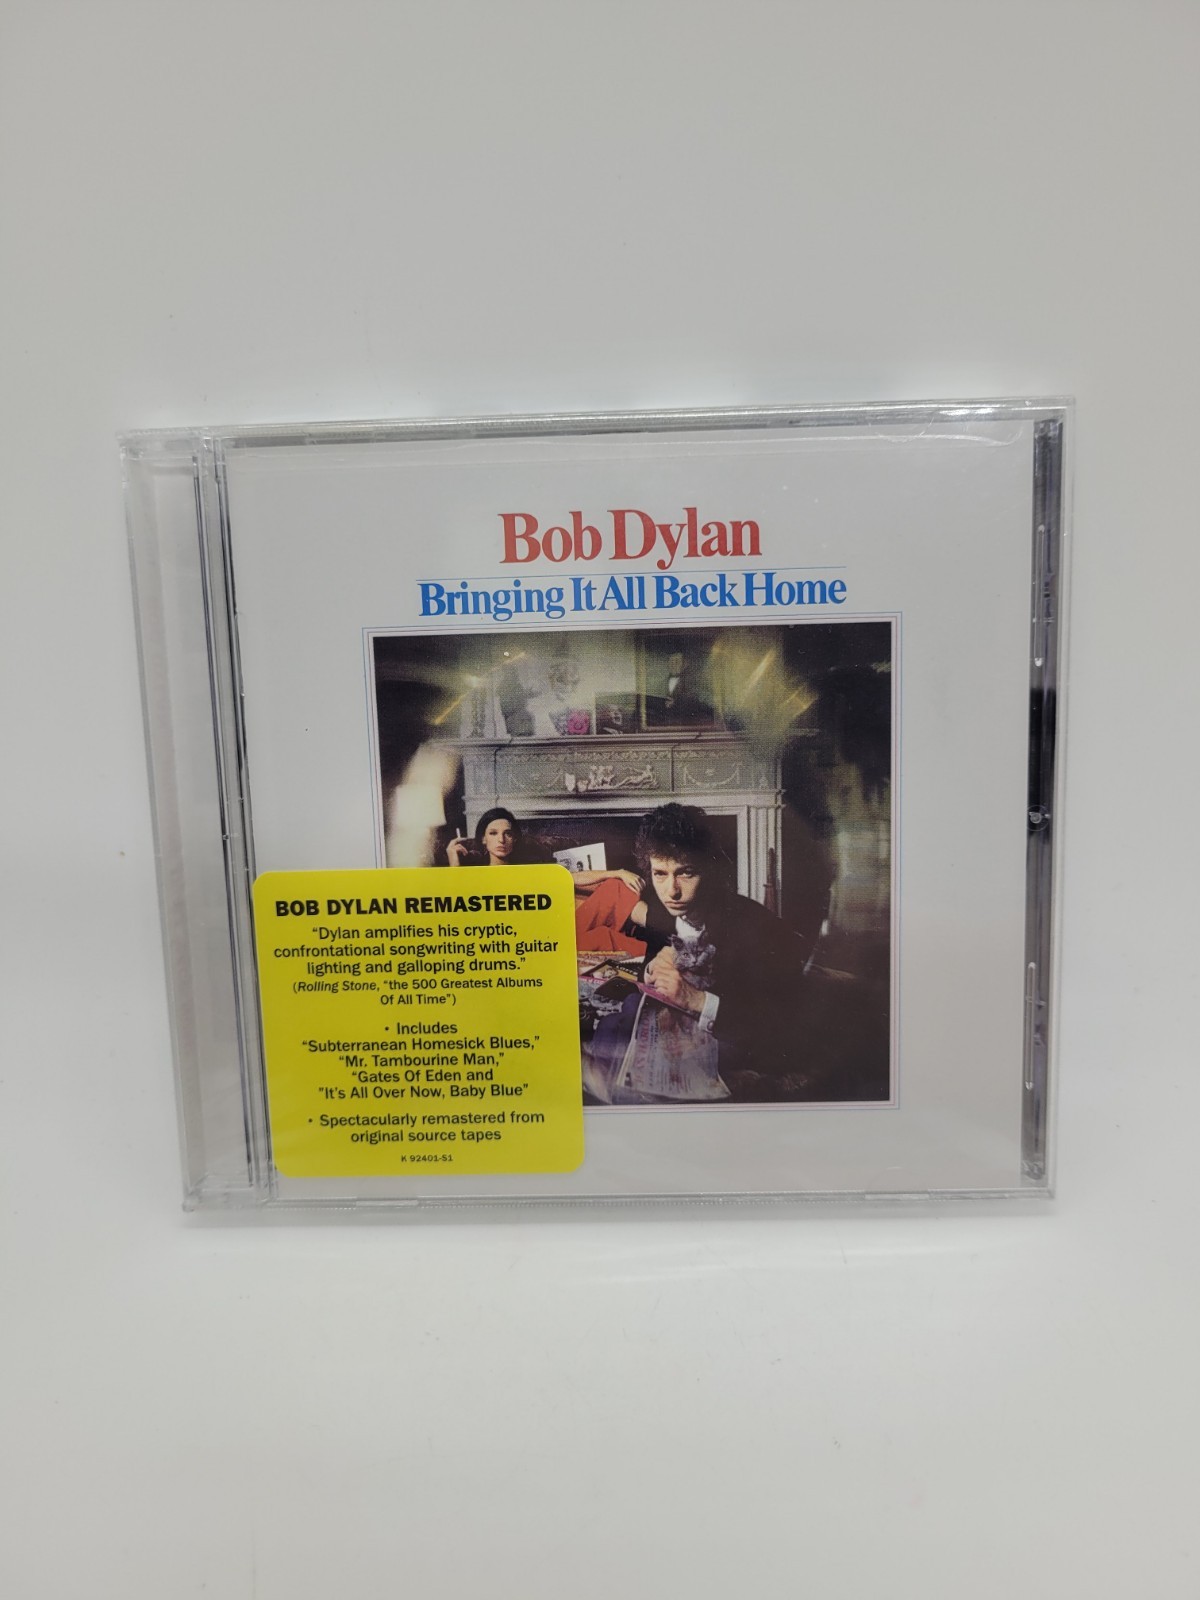 Bob Dylan
Bringing It All Back Home
BOB DYLAN REMASTERED
“Dylan amplifies his cryptic,
confrontational songwriting with guitar
lighting and galloping drums.”
(Rolling Stone, “the 500 Greatest Albums
Of All Time”)
• Includes
“Subterranean Homesick Blues,”
“Mr. Tambourine Man,”
“Gates Of Eden and
"It's All Over Now, Baby Blue”
• Spectacularly remastered from
original source tapes
K 92401-S1